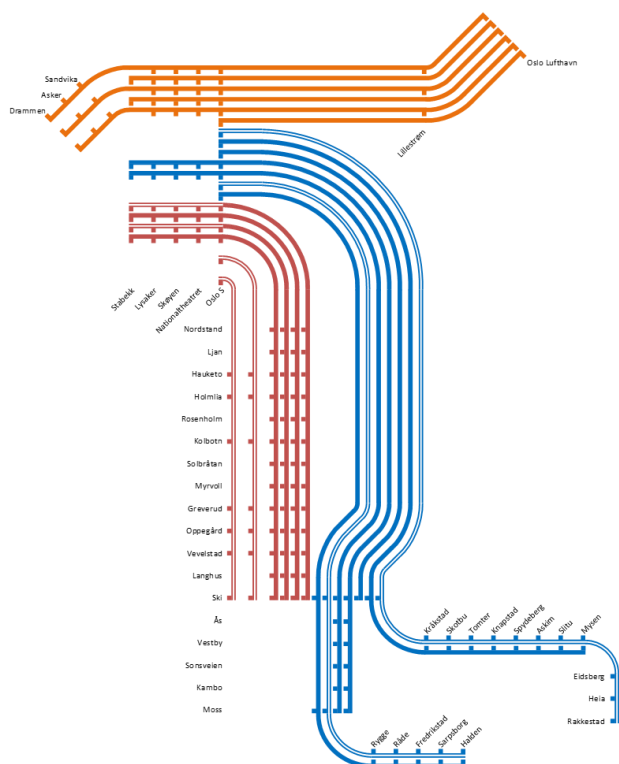 Sandvika
Oslo Lufthavn
Asker
Drammen
Lillestrøm
Stabekk
Lysaker
Skøyen
Nationaltheatret
Oslo S
Nordstand
Ljan
Hauketo
Holmlia
Rosenholm
Kolbotn
Solbråtan
Myrvoll
Greverud
Oppegård
Vevelstad
Langhus
Ski
Ås
Vestby
Sonsveien
Kambo
Moss
Kråkstad
Skotbu
Tomter
Knapstad
Spydeberg
Askim
Slitu
Mysen
Eidsberg
Heia
Rakkestad
Rygge
Råde
Fredrikstad
Sarpsborg
Halden